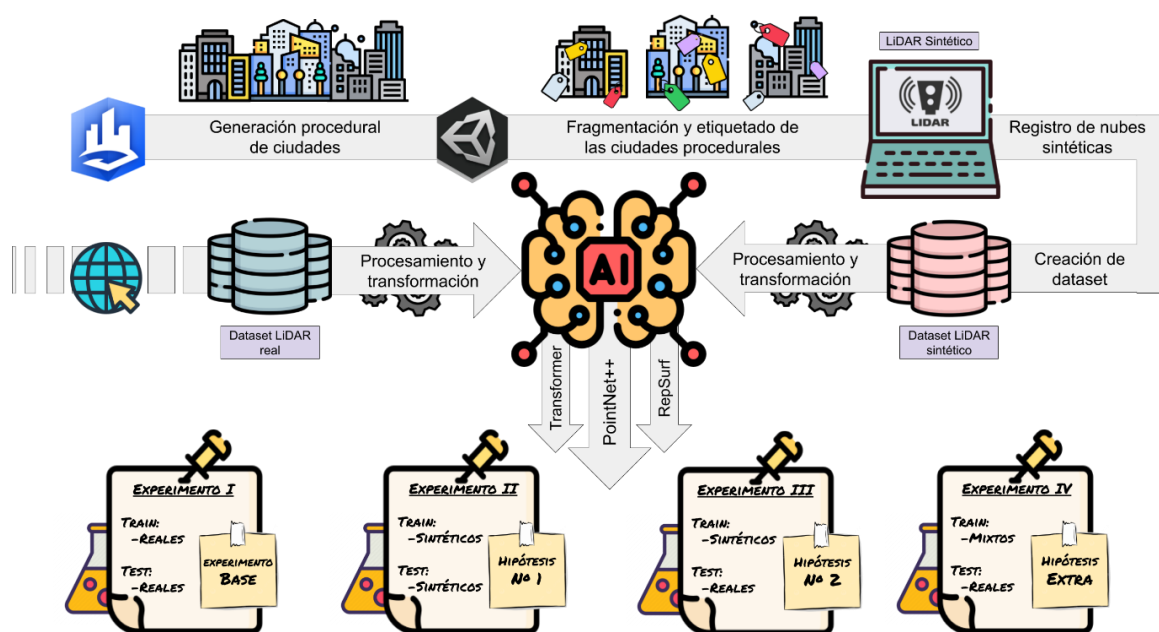 LiDAR Sintético
LIDAR
Generación procedural
de ciudades
Fragmentación y etiquetado de
las ciudades procedurales
Registro de nubes
sintéticas
Procesamiento y
transformación
AI
Procesamiento y
transformación
Creación de
dataset
Dataset LiDAR
real
Dataset LiDAR
sintético
Transformer
PointNet++
RepSurf
Experimento I
Train:
-Reales
Test:
-Reales
Experimento
Base
Experimento II
Train:
-Sintéticos
Test:
-Sintéticos
Hipótesis
Nº 1
Experimento III
Train:
-Sintéticos
Test:
-Reales
Hipótesis
Nº 2
Experimento IV
Train:
-Mixtos
Test:
-Reales
Hipótesis
Extra